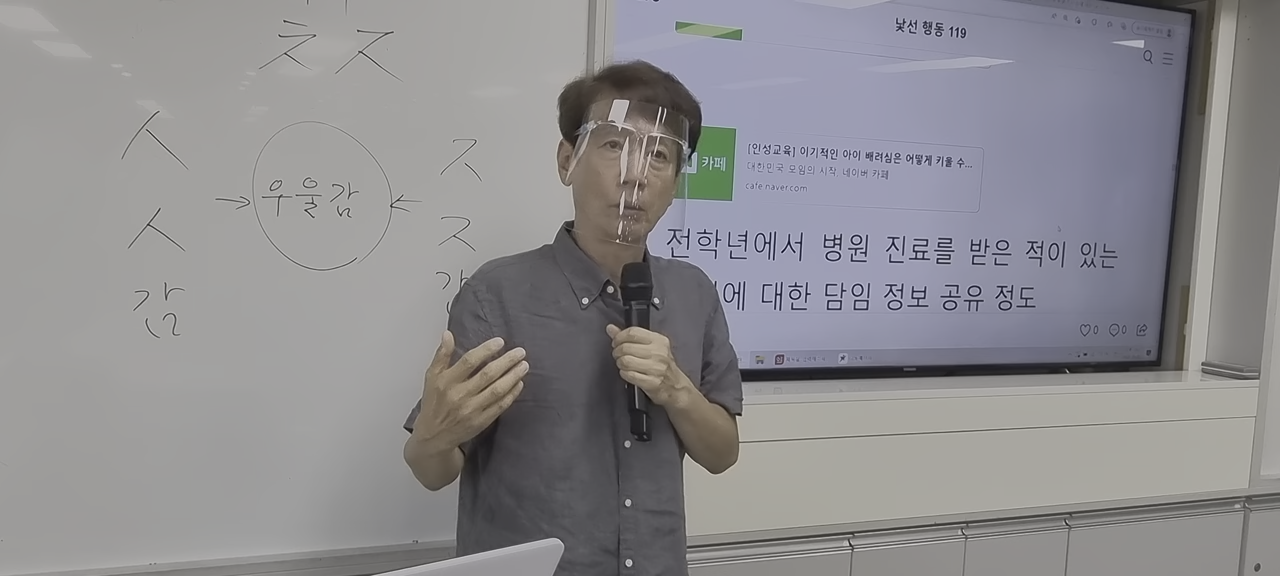 ㅊ ㅈ
ㅅ
ㅅ
감
우울감
ㅈ
ㅈ
낯선 행동 119
카페
[인성교육] 이기적인 아이 배려심은 어떻게 키울 수...
대한민국 모임의 시작 네이버 카페
cafe.naver.com
전학년에서 병원 진료를 받은 적이 있는
에 대한 담임 정보 공유 정도
0
0